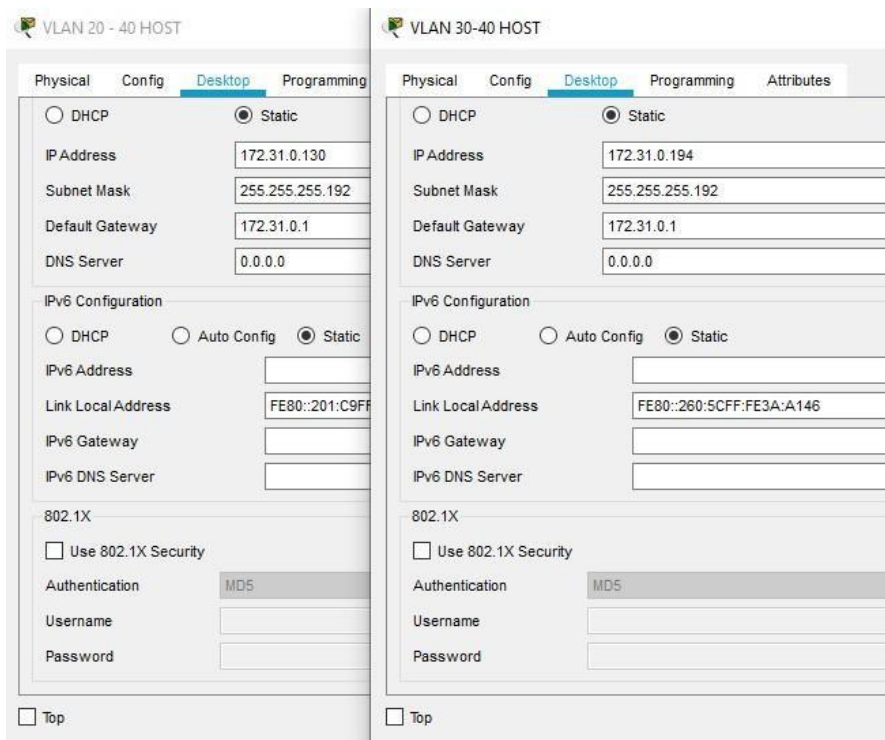 VLAN 20 - 40 HOST
Physical Config Desktop Programming
DHCP Static
IP Address 172.31.0.130
Subnet Mask 255.255.255.192
Default Gateway 172.31.0.1
DNS Server 0.0.0.0
IPv6 Configuration
DHCP Auto Config Static
IPv6 Address
Link Local Address FE80::201:C9FF
IPv6 Gateway
IPv6 DNS Server
802.1X
Use 802.1X Security
Authentication MD5
Username
Password
Top
VLAN 30-40 HOST
Physical Config Desktop Programming Attributes
DHCP Static
IP Address 172.31.0.194
Subnet Mask 255.255.255.192
Default Gateway 172.31.0.1
DNS Server 0.0.0.0
IPv6 Configuration
DHCP Auto Config Static
IPv6 Address
Link Local Address FE80::260:5CFF:FE3A:A146
IPv6 Gateway
IPv6 DNS Server
802.1X
Use 802.1X Security
Authentication MD5
Username
Password
Top